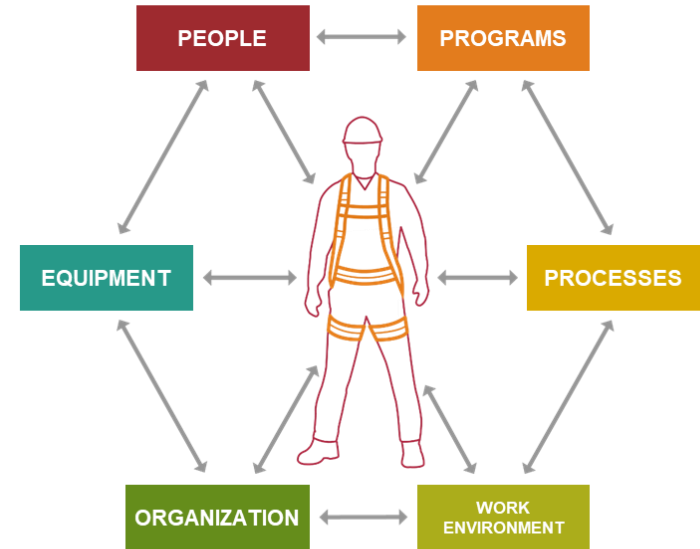 PEOPLE
PROGRAMS
EQUIPMENT
PROCESSES
ORGANIZATION
WORK
ENVIRONMENT